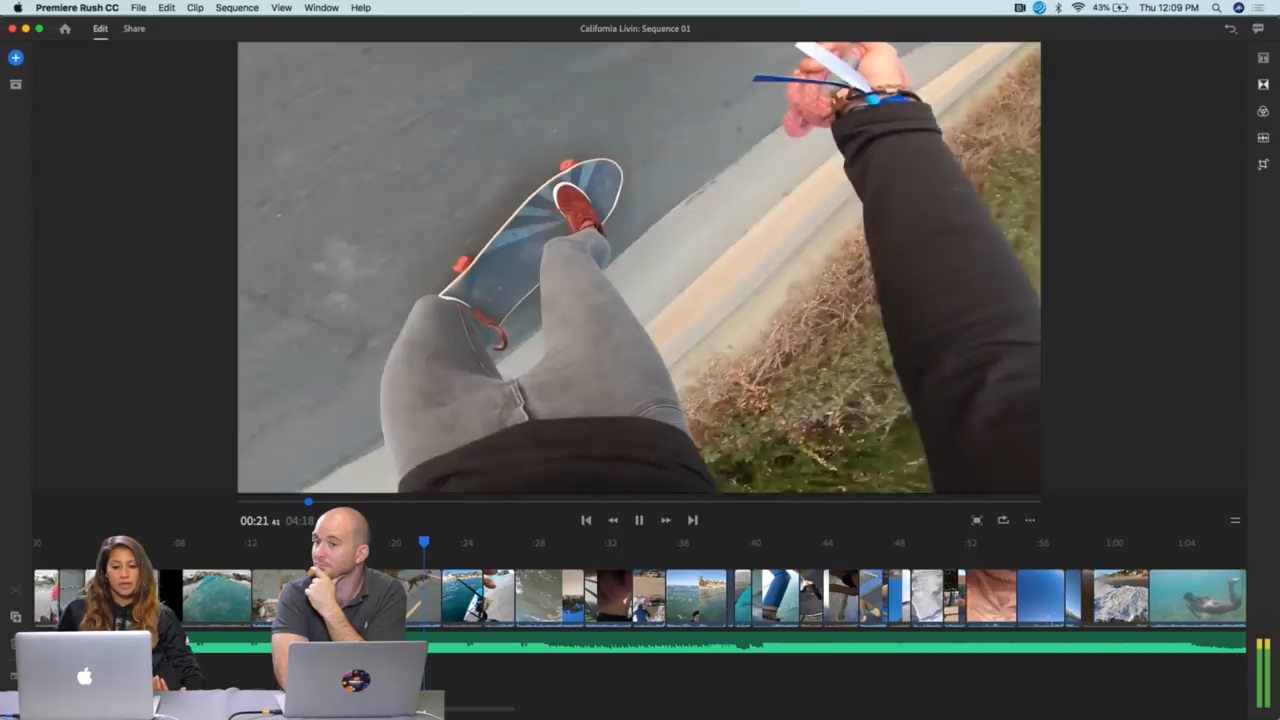 Premiere Rush CC File Edit Clip Sequence View Window Help 43% Thu 12:09 PM
Edit Share California Livin: Sequence 01
00:21 41 04:18
:00 :08 :12 :20 :24 :28 :32 :36 :40 :44 :48 :52 :56 1:00 1:04